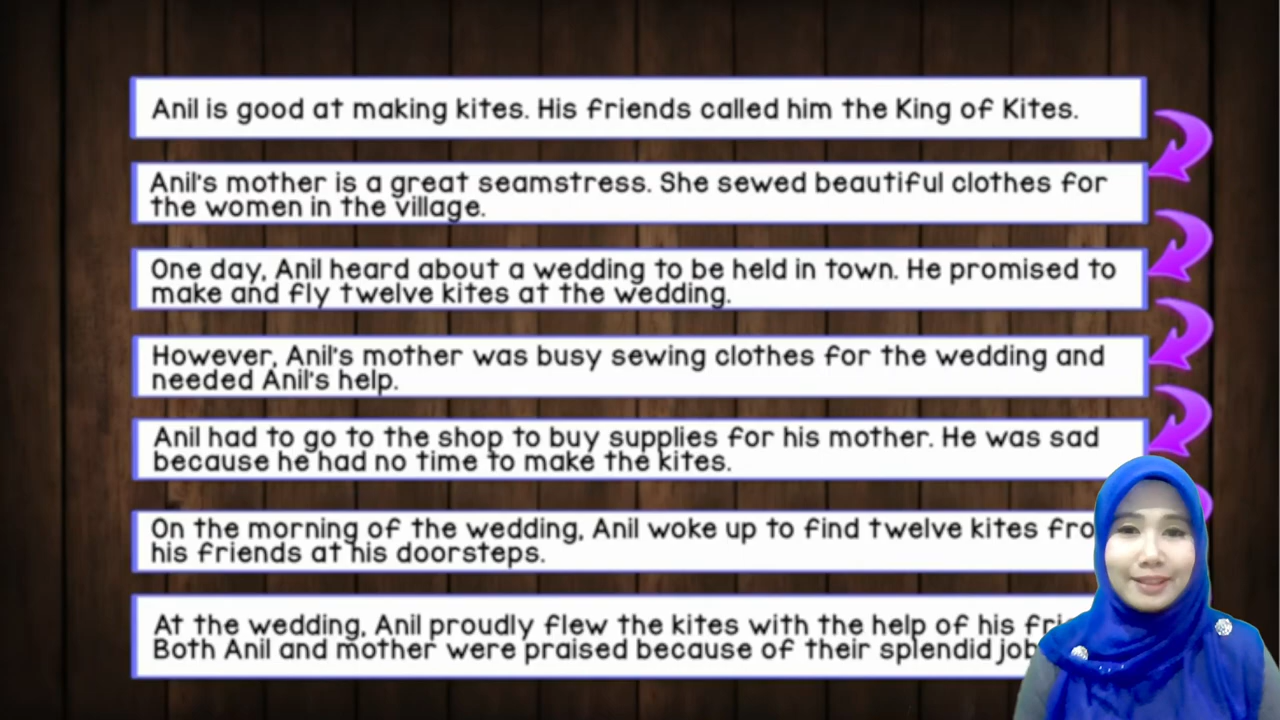 Anil is good at making kites. His friends called him the King of Kites.
Anil's mother is a great seamstress. She sewed beautiful clothes for
the women in the village.
One day, Anil heard about a wedding to be held in town. He promised to
make and fly twelve kites at the wedding.
However, Anil's mother was busy sewing clothes for the wedding and
needed Anil's help.
Anil had to go to the shop to buy supplies for his mother. He was sad
because he had no time to make the kites.
On the morning of the wedding, Anil woke up to find twelve kites
his friends at his doorsteps.
At the wedding, Anil proudly flew the kites with the help of his
Both Anil and mother were praised because of their splendid